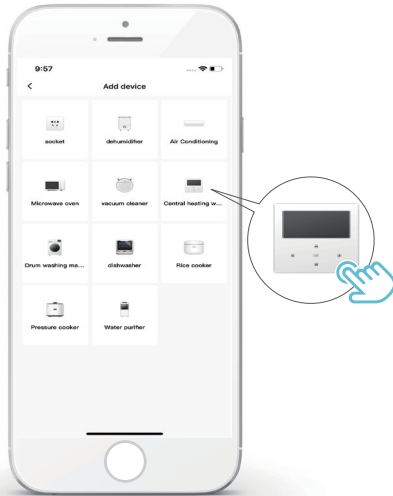 9:57
Add device
socket
dehumidifier
Air Conditioning
Microwave oven
vacuum cleaner
Central heating w...
Drum washing ma...
dishwasher
Rice cooker
Pressure cooker
Water purifier